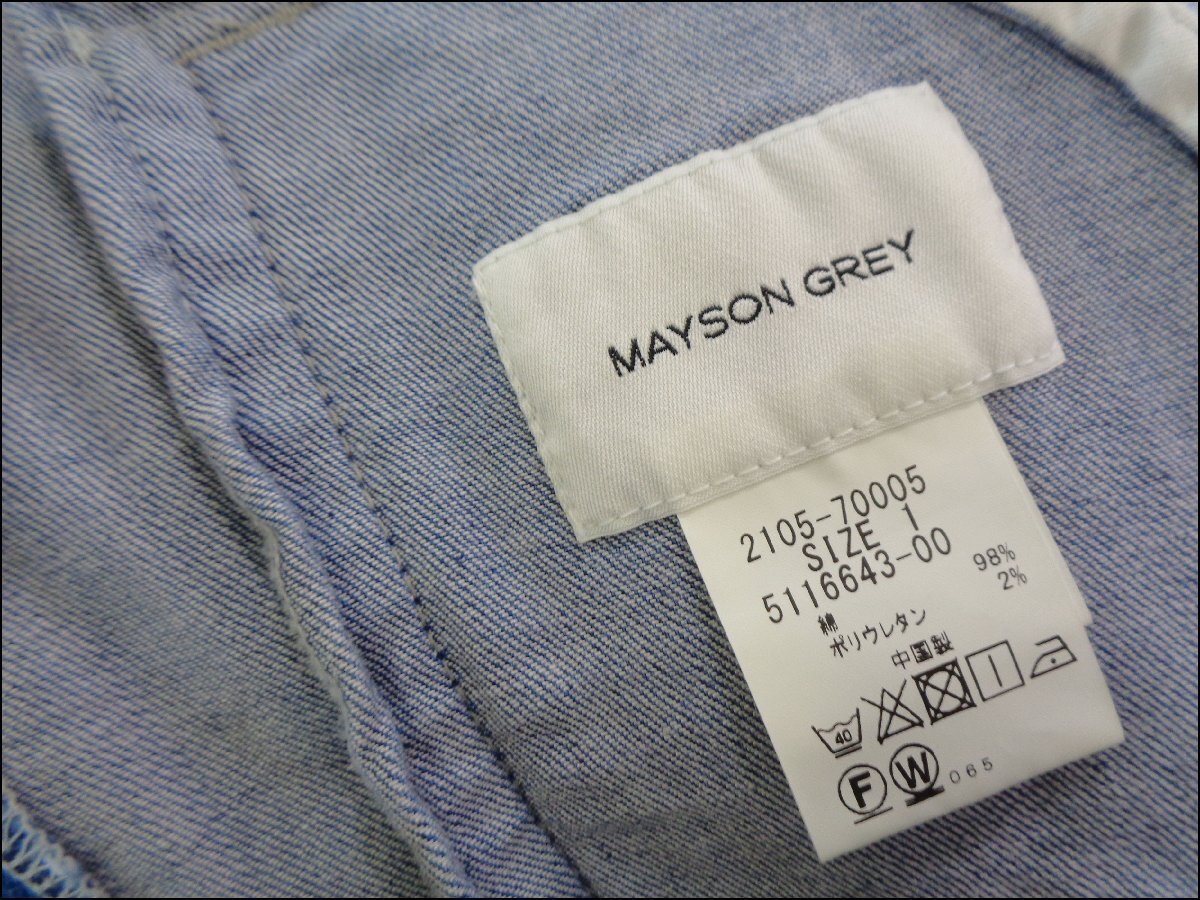 MAYSON GREY
2105-70005
SIZE 1
5116643-00
綿 98%
ポリウレタン 2%
中国製
40
F W 065